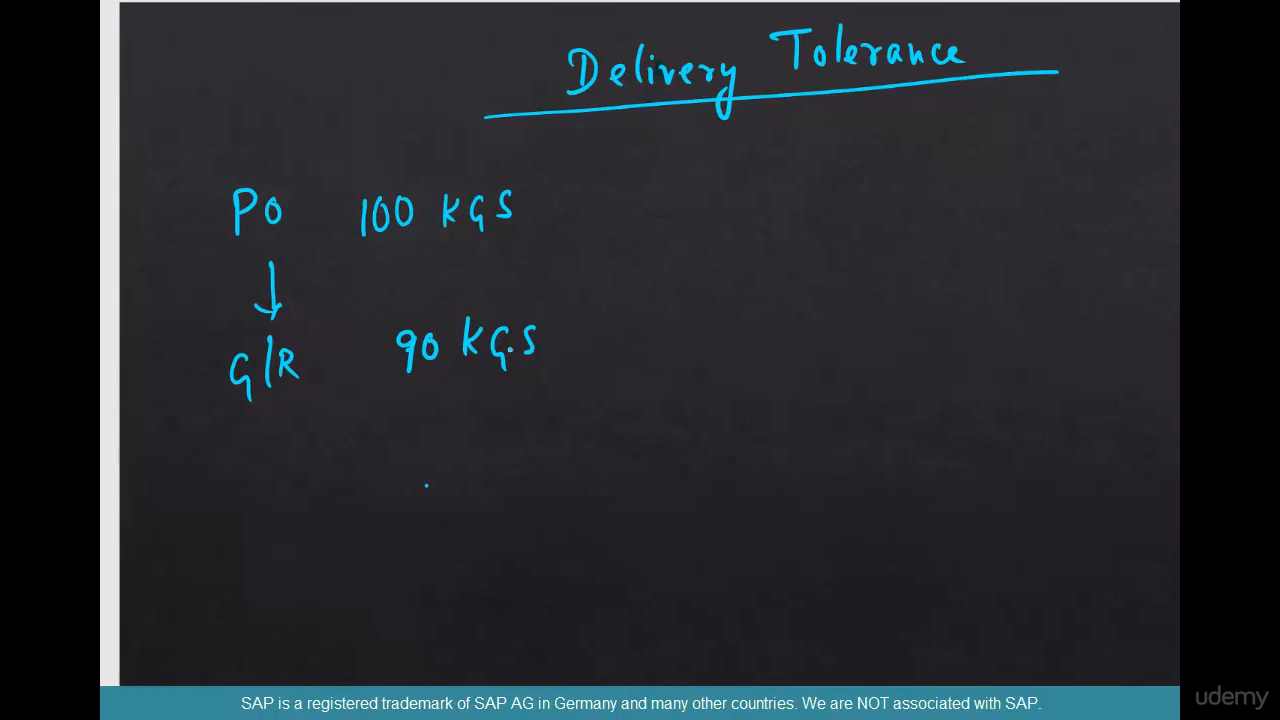 Delivery Tolerance
PO 100 KGS
G/R 90 KGS
SAP is a registered trademark of SAP AG in Germany and many other countries. We are NOT associated with SAP.
udemy